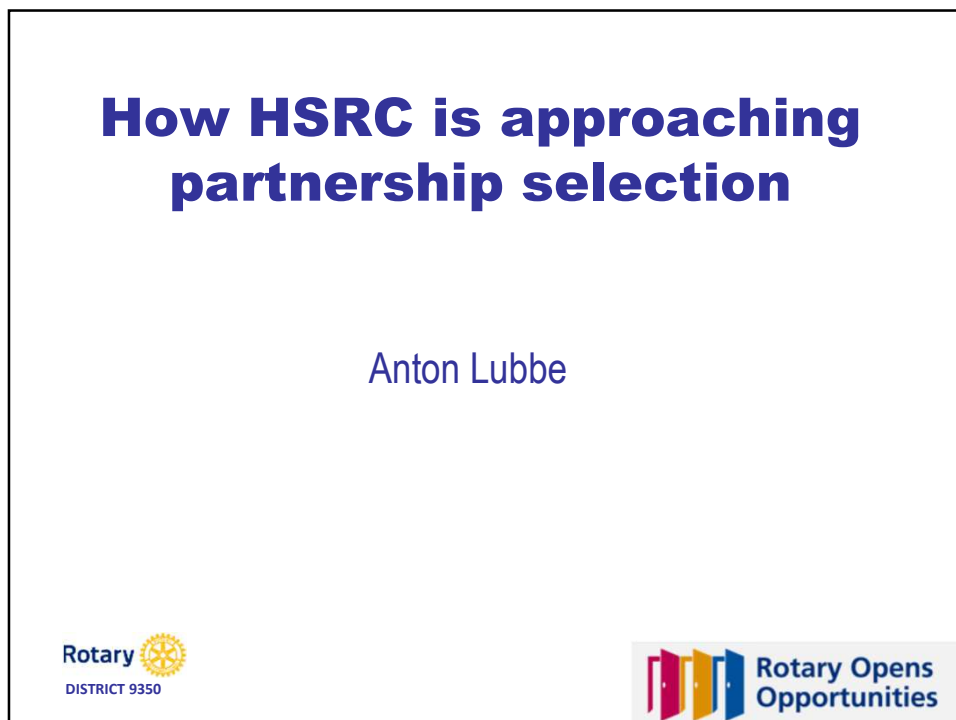 How HSRC is approaching
partnership selection
Anton Lubbe
Rotary
DISTRICT 9350
Rotary Opens
Opportunities